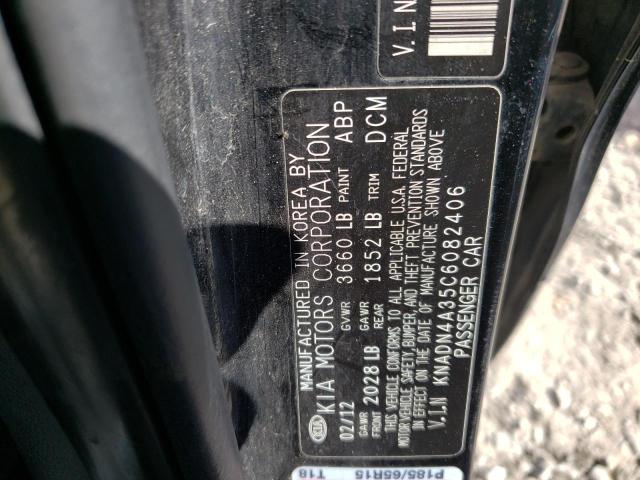 V.I.N
MANUFACTURED IN KOREA BY
KIA MOTORS CORPORATION
KIA
02/12 GVWR 3660 LB PAINT ABP
GAWR FRONT 2028 LB GAWR REAR 1852 LB TRIM DCM
THIS VEHICLE CONFORMS TO ALL APPLICABLE U.S.A. FEDERAL
MOTOR VEHICLE SAFETY, BUMPER, AND THEFT PREVENTION STANDARDS
IN EFFECT ON THE DATE OF MANUFACTURE SHOWN ABOVE
V.I.N KNADN4A35C6082406
PASSENGER CAR
P185/65R15
T18